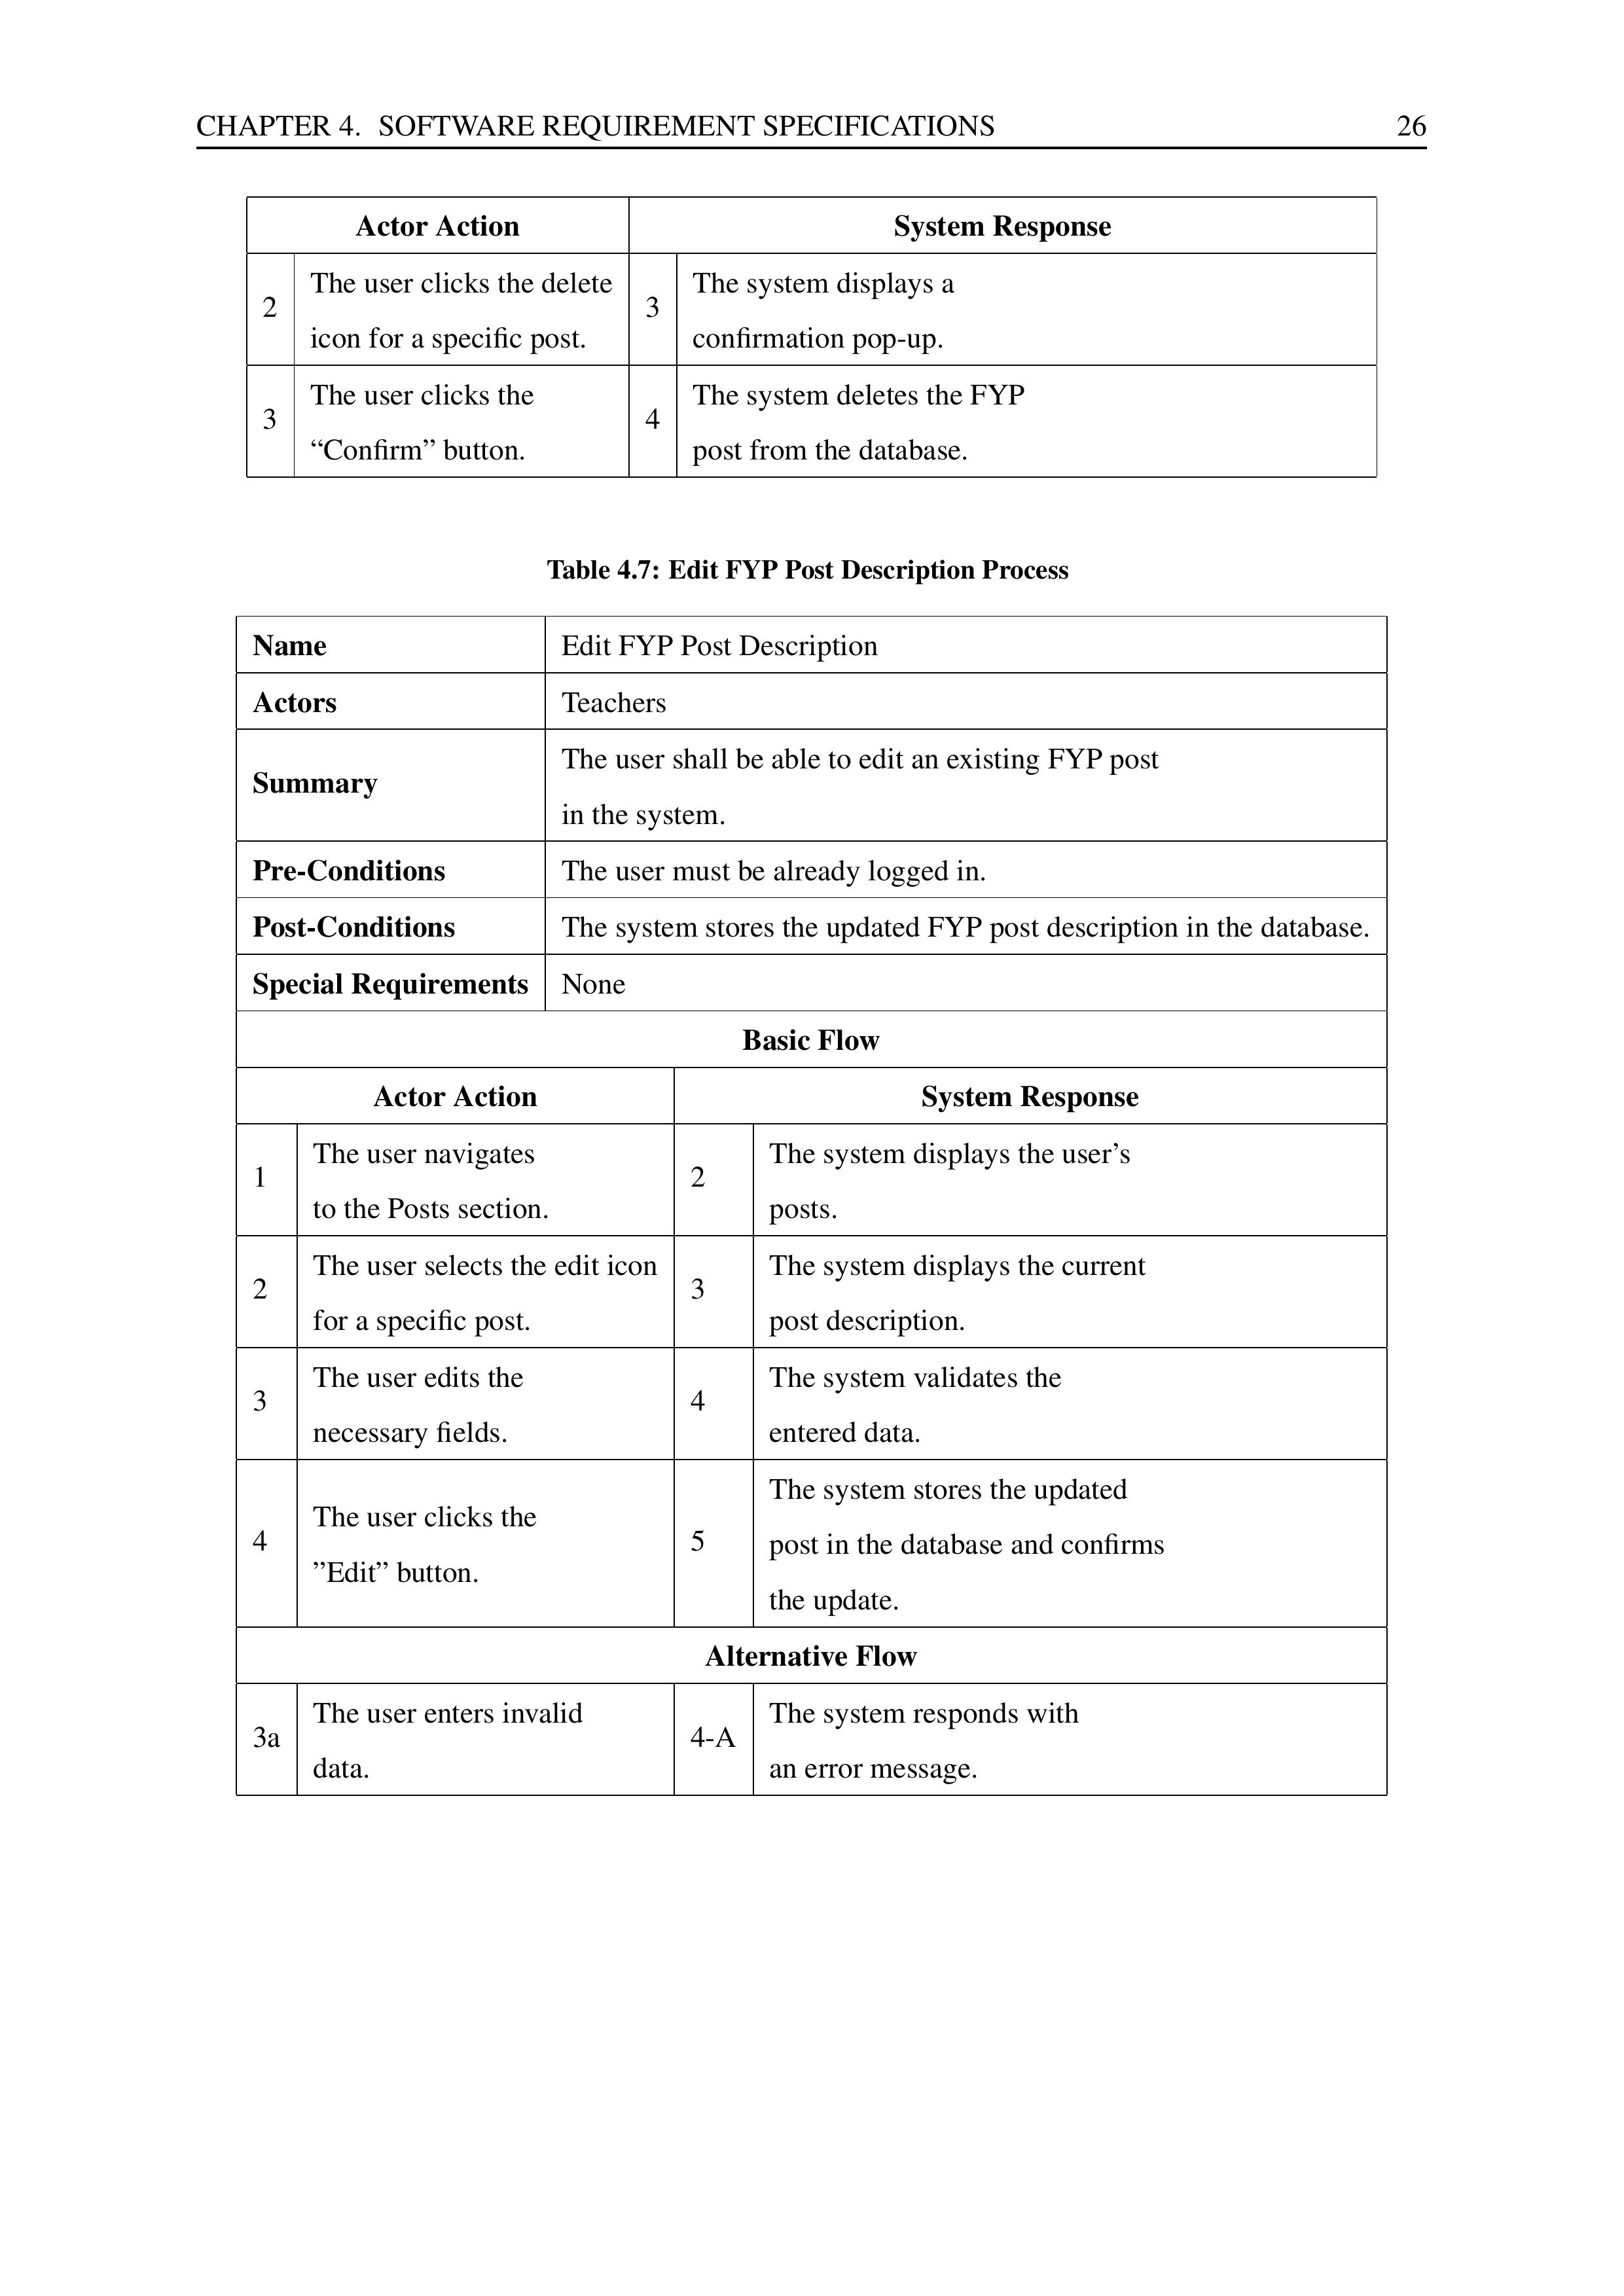 CHAPTER 4. SOFTWARE REQUIREMENT SPECIFICATIONS 26
Actor Action System Response
2 The user clicks the delete
icon for a specific post. 3 The system displays a
confirmation pop-up.
3 The user clicks the
“Confirm” button. 4 The system deletes the FYP
post from the database.
Table 4.7: Edit FYP Post Description Process
Name Edit FYP Post Description
Actors Teachers
Summary The user shall be able to edit an existing FYP post
in the system.
Pre-Conditions The user must be already logged in.
Post-Conditions The system stores the updated FYP post description in the database.
Special Requirements None
Basic Flow
Actor Action System Response
1 The user navigates
to the Posts section. 2 The system displays the user’s
posts.
2 The user selects the edit icon
for a specific post. 3 The system displays the current
post description.
3 The user edits the
necessary fields. 4 The system validates the
entered data.
4 The user clicks the
”Edit” button. 5 The system stores the updated
post in the database and confirms
the update.
Alternative Flow
3a The user enters invalid
data. 4-A The system responds with
an error message.